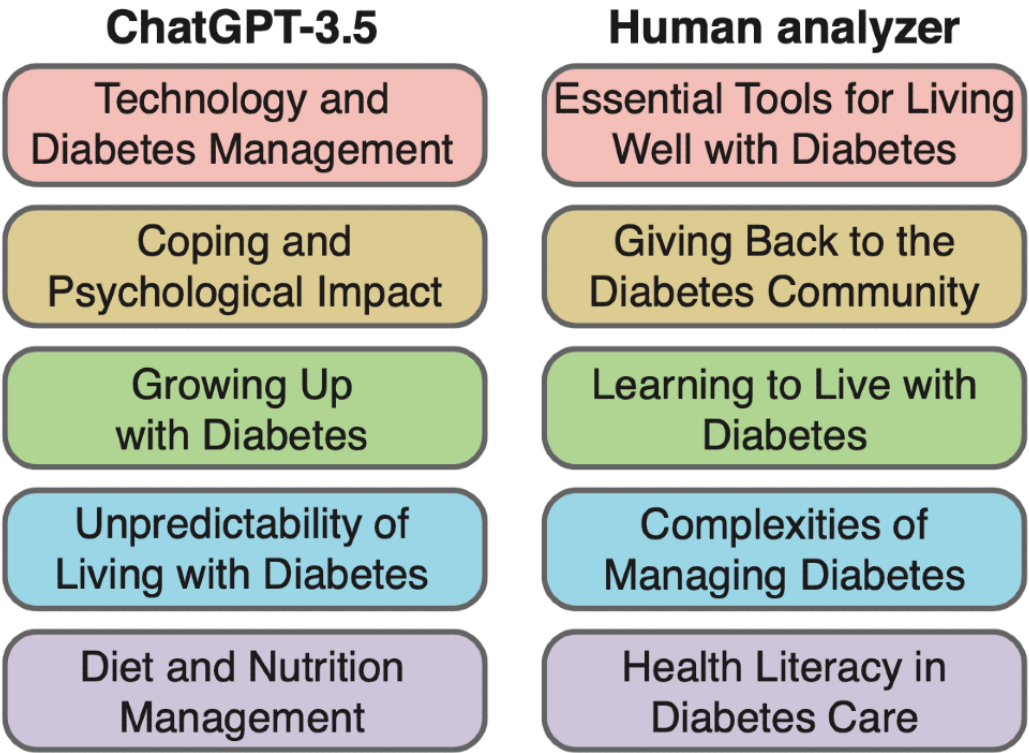 ChatGPT-3.5
Human analyzer
Technology and
Diabetes Management
Essential Tools for Living
Well with Diabetes
Coping and
Psychological Impact
Giving Back to the
Diabetes Community
Growing Up
with Diabetes
Learning to Live with
Diabetes
Unpredictability of
Living with Diabetes
Complexities of
Managing Diabetes
Diet and Nutrition
Management
Health Literacy in
Diabetes Care